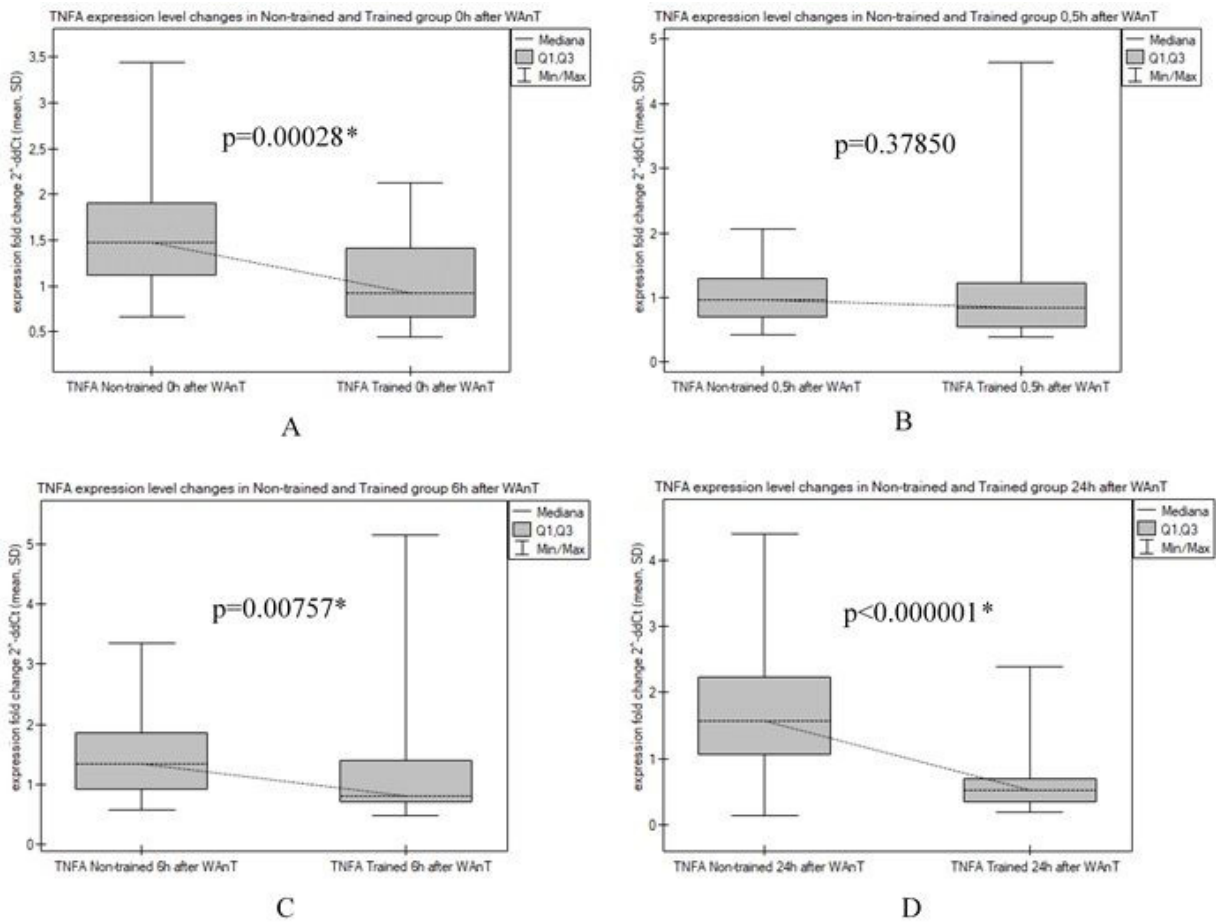 TNFA expression level changes in Non-trained and Trained group 0h after WAnT
expression fold change 2^-ddCt (mean, SD)
3.5
3
2.5
2
1.5
1
0.5
p=0.00028*
Mediana
Q1,Q3
Min/Max
TNFA Non-trained 0h after WAnT
TNFA Trained 0h after WAnT
A
TNFA expression level changes in Non-trained and Trained group 0,5h after WAnT
expression fold change 2^-ddCt (mean, SD)
5
4
3
2
1
0
p=0.37850
Mediana
Q1,Q3
Min/Max
TNFA Non-trained 0,5h after WAnT
TNFA Trained 0,5h after WAnT
B
TNFA expression level changes in Non-trained and Trained group 6h after WAnT
expression fold change 2^-ddCt (mean, SD)
5
4
3
2
1
0
p=0.00757*
Mediana
Q1,Q3
Min/Max
TNFA Non-trained 6h after WAnT
TNFA Trained 6h after WAnT
C
TNFA expression level changes in Non-trained and Trained group 24h after WAnT
expression fold change 2^-ddCt (mean, SD)
4
3
2
1
0
p<0.000001*
Mediana
Q1,Q3
Min/Max
TNFA Non-trained 24h after WAnT
TNFA Trained 24h after WAnT
D